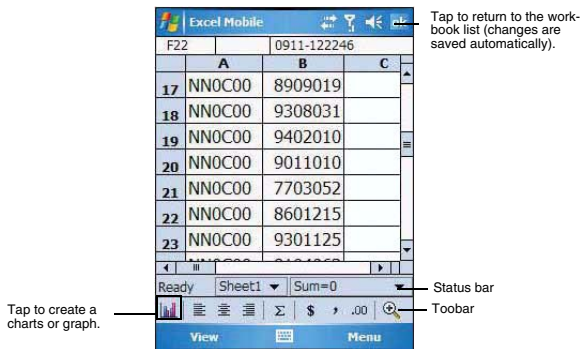 Excel Mobile
ok
Tap to return to the work-
book list (changes are
saved automatically).
F22 0911-122246
A B C
17 NN0C00 8909019
18 NN0C00 9308031
19 NN0C00 9402010
20 NN0C00 9011010
21 NN0C00 7703052
22 NN0C00 8601215
23 NN0C00 9301125
Ready Sheet1 Sum=0
Status bar
Tap to create a
charts or graph.
Σ $ , .00
Toobar
View Menu